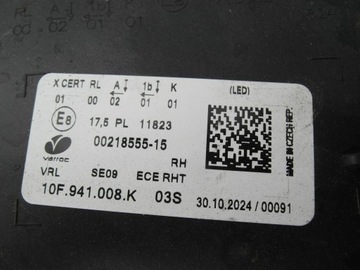 X CERT RL A 1b K
(LED)
01 00 02 01 01
E8 17,5 PL 11823
00218555-15
varroc
RH
VRL SE09 ECE RHT
10F.941.008.K 03S
30.10.2024/00091
MADE IN CZECH REP.